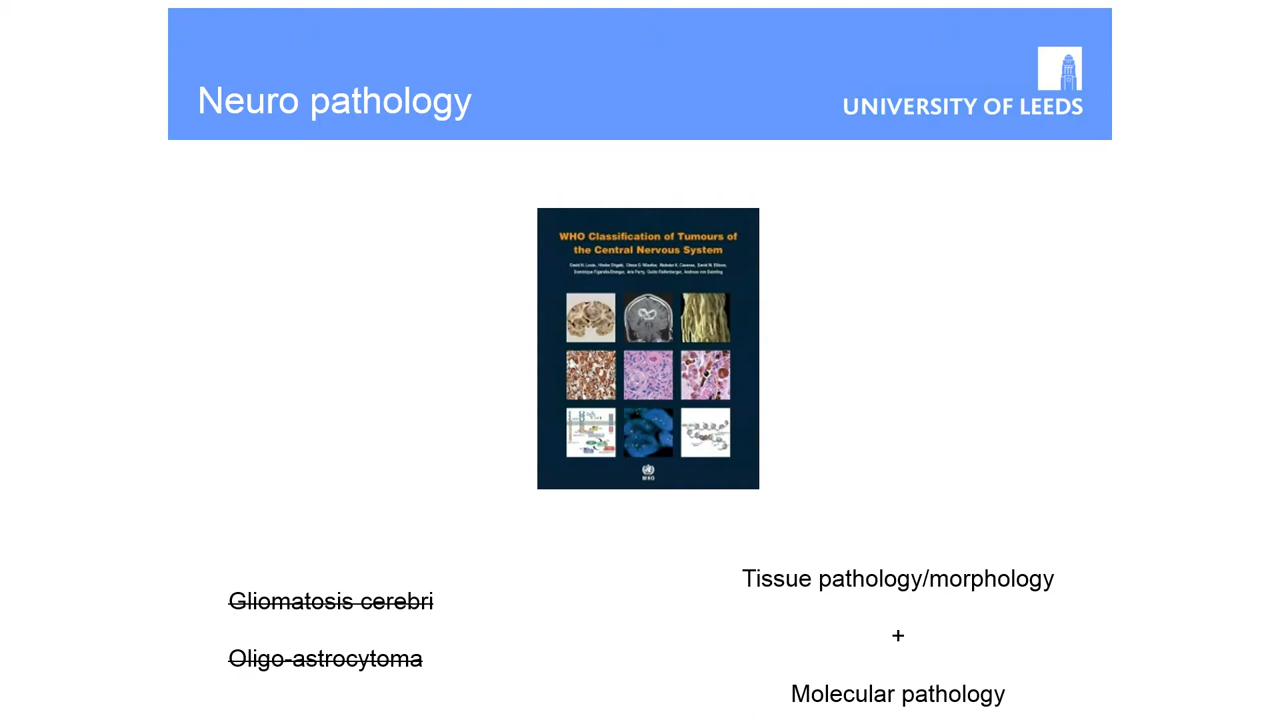 Neuro pathology
UNIVERSITY OF LEEDS
WHO Classification of Tumours of
the Central Nervous System
WHO
Gliomatosis cerebri
Oligo-astrocytoma
Tissue pathology/morphology
+
Molecular pathology